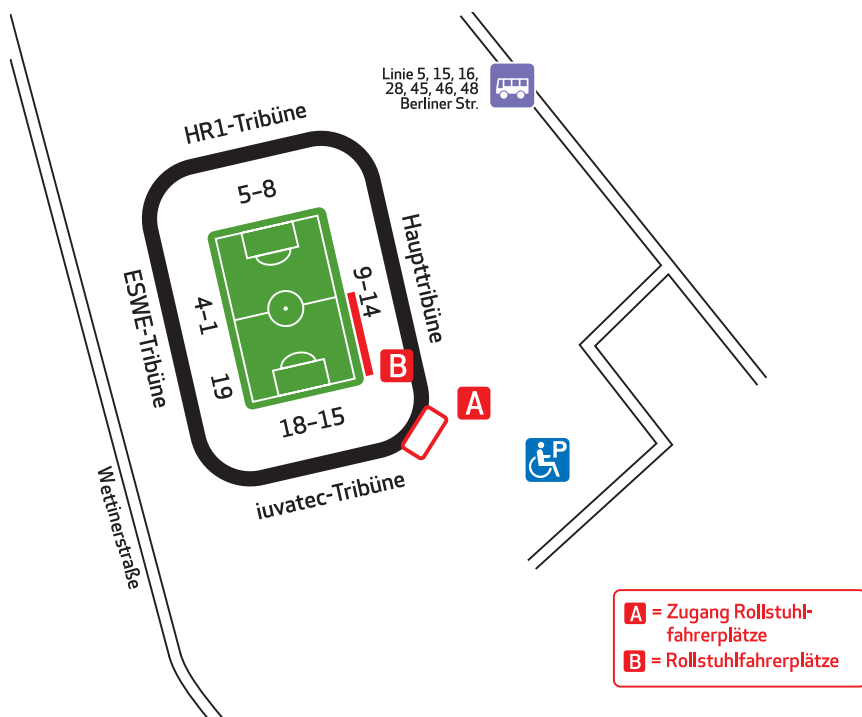 Linie 5, 15, 16,
28, 45, 46, 48
Berliner Str.
HR1-Tribüne
5-8
Haupttribüne
9-14
ESWE-Tribüne
4-1
19
B
A
18-15
P
iuvatec-Tribüne
Wettinerstraße
A = Zugang Rollstuhl-
fahrerplätze
B = Rollstuhlfahrerplätze